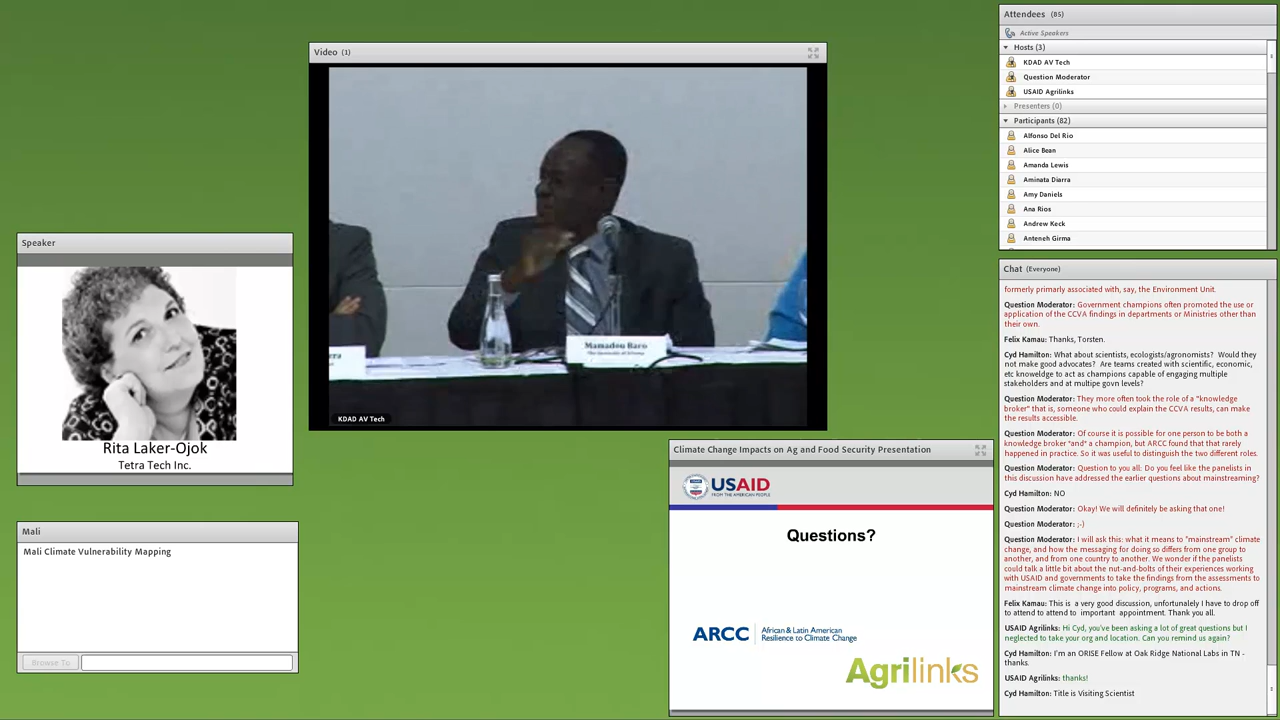 Video (1)
Mamadou Baro
KDAD AV Tech
Speaker
Rita Laker-Ojok
Tetra Tech Inc.
Mali
Mali Climate Vulnerability Mapping
Browse To
Climate Change Impacts on Ag and Food Security Presentation
USAID
FROM THE AMERICAN PEOPLE
Questions?
ARCC
African & Latin American
Resilience to Climate Change
Agrilinks
Attendees (85)
Active Speakers
Hosts (3)
KDAD AV Tech
Question Moderator
USAID Agrilinks
Presenters (0)
Participants (82)
Alfonso Del Rio
Alice Bean
Amanda Lewis
Aminata Diarra
Amy Daniels
Ana Rios
Andrew Keck
Anteneh Girma
Chat (Everyone)
formerly primarly associated with, say, the Environment Unit.
Question Moderator: Government champions often promoted the use or
application of the CCVA findings in departments or Ministries other than
their own.
Felix Kamau: Thanks, Torsten.
Cyd Hamilton: What about scientists, ecologists/agronomists? Would they
not make good advocates? Are teams created with scientific, economic,
etc knoweldge to act as champions capable of engaging multiple
stakeholders and at multipe govn levels?
Question Moderator: They more often took the role of a "knowledge
broker" that is, someone who could explain the CCVA results, can make
the results accessible.
Question Moderator: Of course it is possible for one person to be both a
knowledge broker *and* a champion, but ARCC found that that rarely
happened in practice. So it was useful to distinguish the two different roles.
Question Moderator: Question to you all: Do you feel like the panelists in
this discussion have addressed the earlier questions about mainstreaming?
Cyd Hamilton: NO
Question Moderator: Okay! We will definitely be asking that one!
Question Moderator: ;-)
Question Moderator: I will ask this: what it means to "mainstream" climate
change, and how the messaging for doing so differs from one group to
another, and from one country to another. We wonder if the panelists
could talk a little bit about the nut-and-bolts of their experiences working
with USAID and governments to take the findings from the assessments to
mainstream climate change into policy, programs, and actions.
Felix Kamau: This is a very good discussion, unfortunately I have to drop off
to attend to attend to important appointment. Thank you all.
USAID Agrilinks: Hi Cyd, you've been asking a lot of great questions but I
neglected to take your org and location. Can you remind us again?
Cyd Hamilton: I'm an ORISE Fellow at Oak Ridge National Labs in TN -
thanks.
USAID Agrilinks: thanks!
Cyd Hamilton: Title is Visiting Scientist